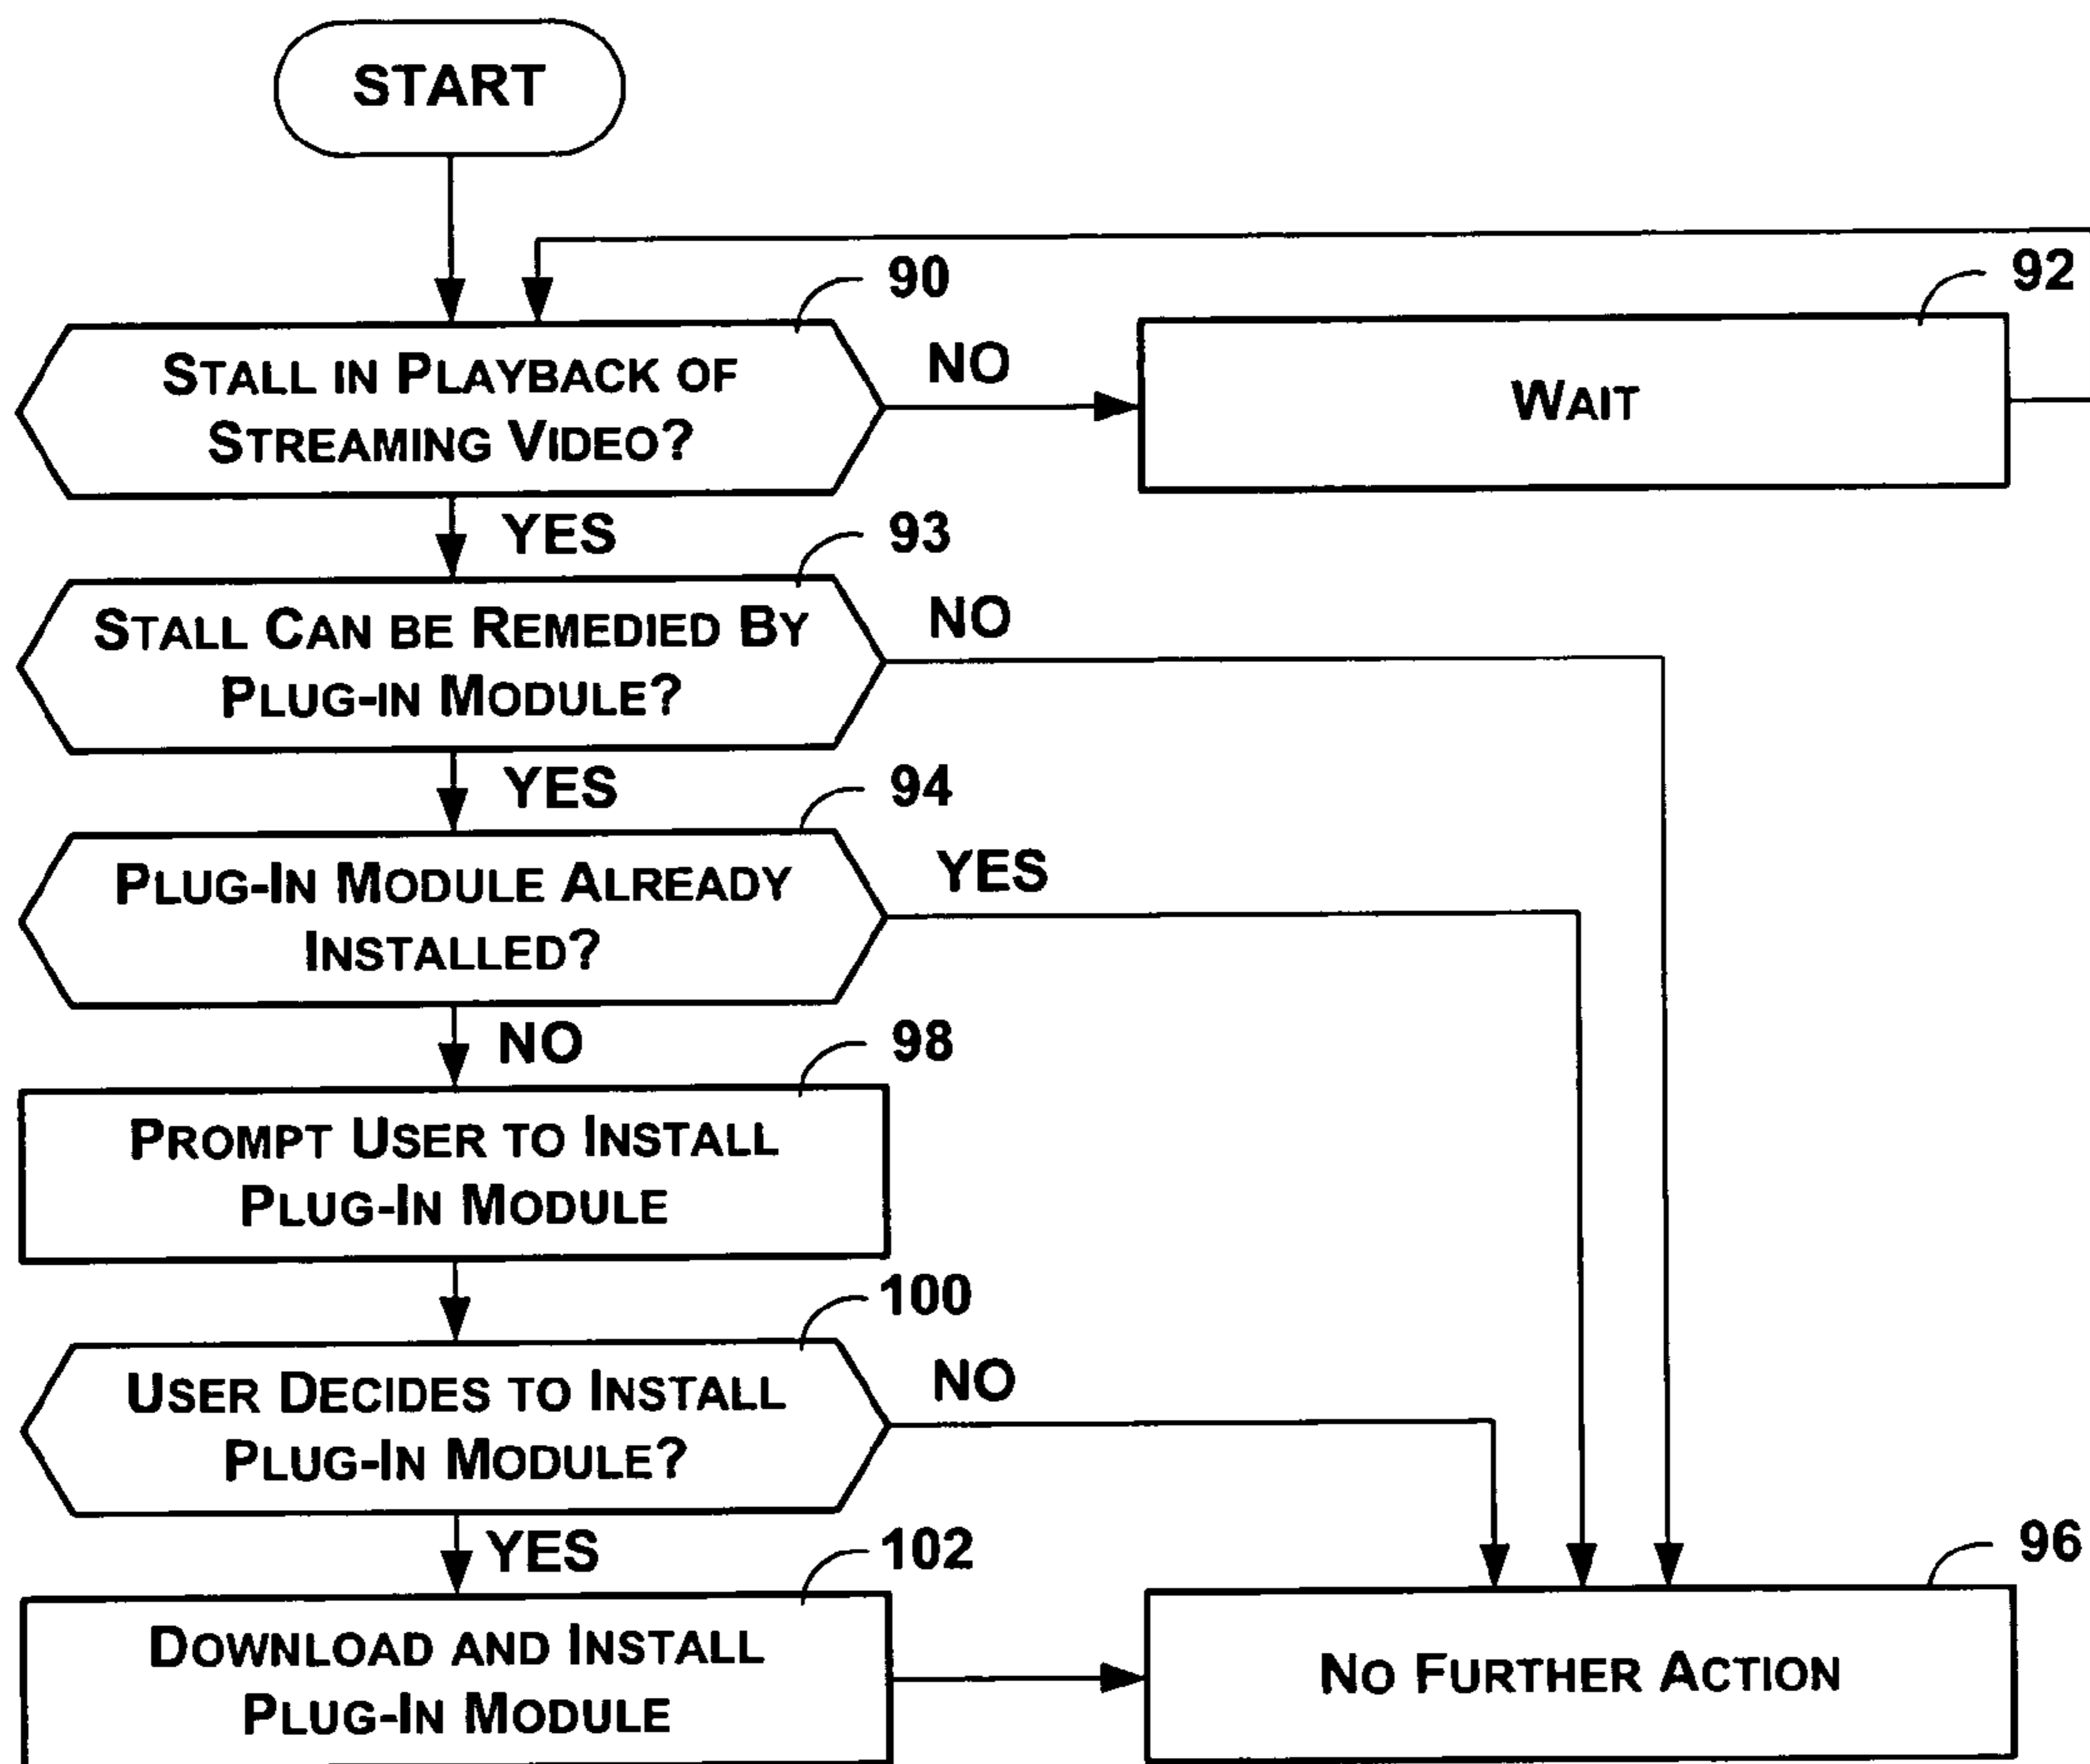 START
90
STALL IN PLAYBACK OF
STREAMING VIDEO?
NO
92
WAIT
YES
93
STALL CAN BE REMEDIED BY
PLUG-IN MODULE?
NO
YES
94
PLUG-IN MODULE ALREADY
INSTALLED?
YES
NO
98
PROMPT USER TO INSTALL
PLUG-IN MODULE
100
USER DECIDES TO INSTALL
PLUG-IN MODULE?
NO
YES
102
DOWNLOAD AND INSTALL
PLUG-IN MODULE
96
NO FURTHER ACTION